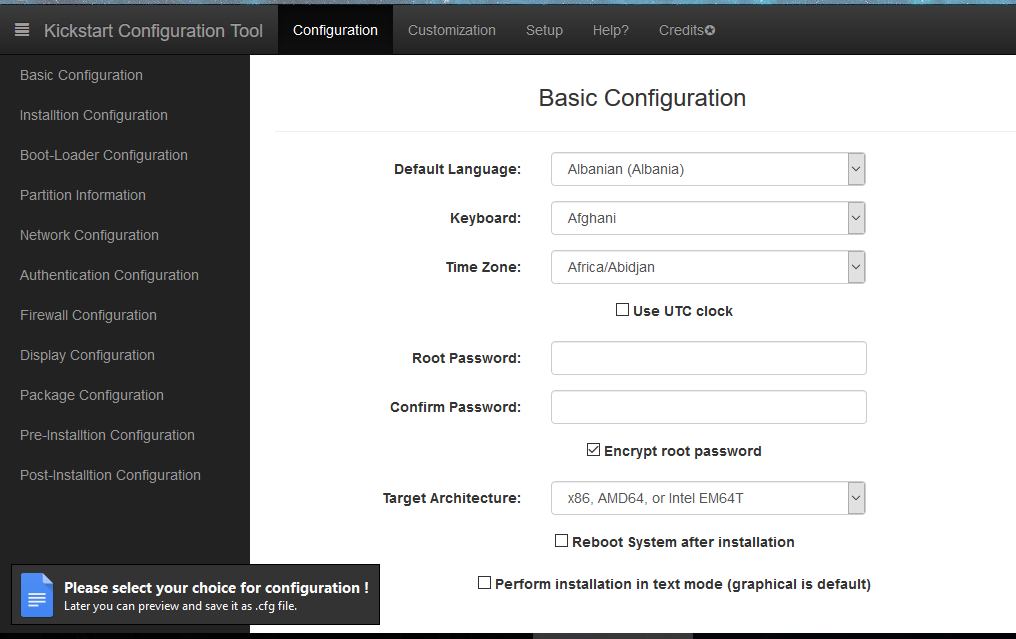 Kickstart Configuration Tool Configuration Customization Setup Help? Credits
Basic Configuration
Installtion Configuration
Boot-Loader Configuration
Partition Information
Network Configuration
Authentication Configuration
Firewall Configuration
Display Configuration
Package Configuration
Pre-Installtion Configuration
Post-Installtion Configuration
Basic Configuration
Default Language: Albanian (Albania)
Keyboard: Afghani
Time Zone: Africa/Abidjan
Use UTC clock
Root Password:
Confirm Password:
Encrypt root password
Target Architecture: x86, AMD64, or Intel EM64T
Reboot System after installation
Perform installation in text mode (graphical is default)
Please select your choice for configuration !
Later you can preview and save it as .cfg file.